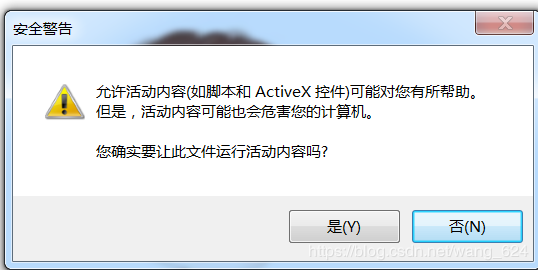 安全警告
允许活动内容(如脚本和 ActiveX 控件)可能对您有所帮助。
但是，活动内容可能也会危害您的计算机。
您确实要让此文件运行活动内容吗?
是(Y)
否(N)
https://blog.csdn.net/wang_624